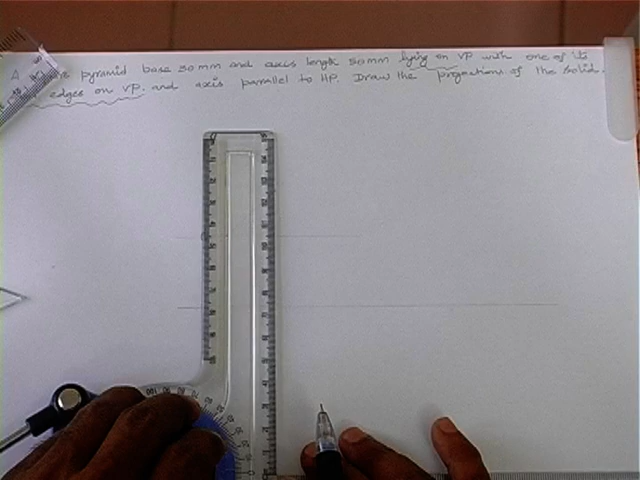 A pyramid base 30mm and axis length 50mm lying on VP with one of its
edges on VP. and axis parallel to HP. Draw the projections of the solid.